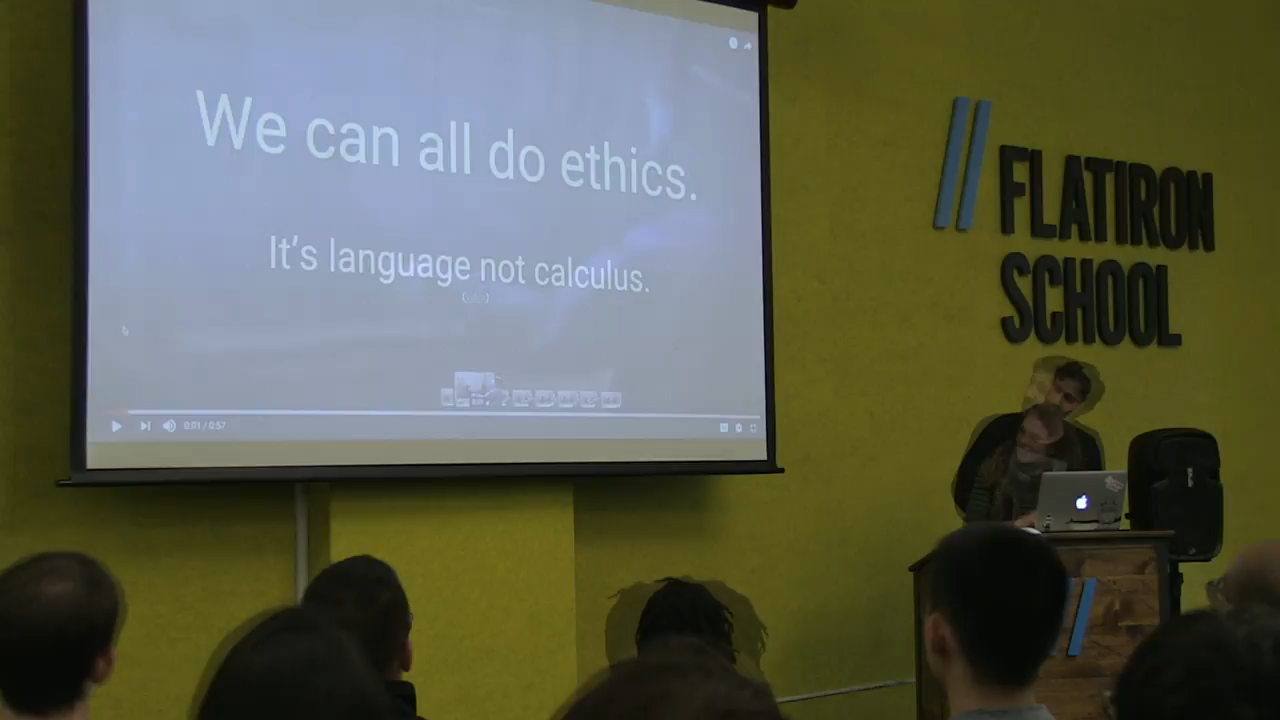 We can all do ethics.
It's language not calculus.
0:01 / 0:57
// FLATIRON
SCHOOL